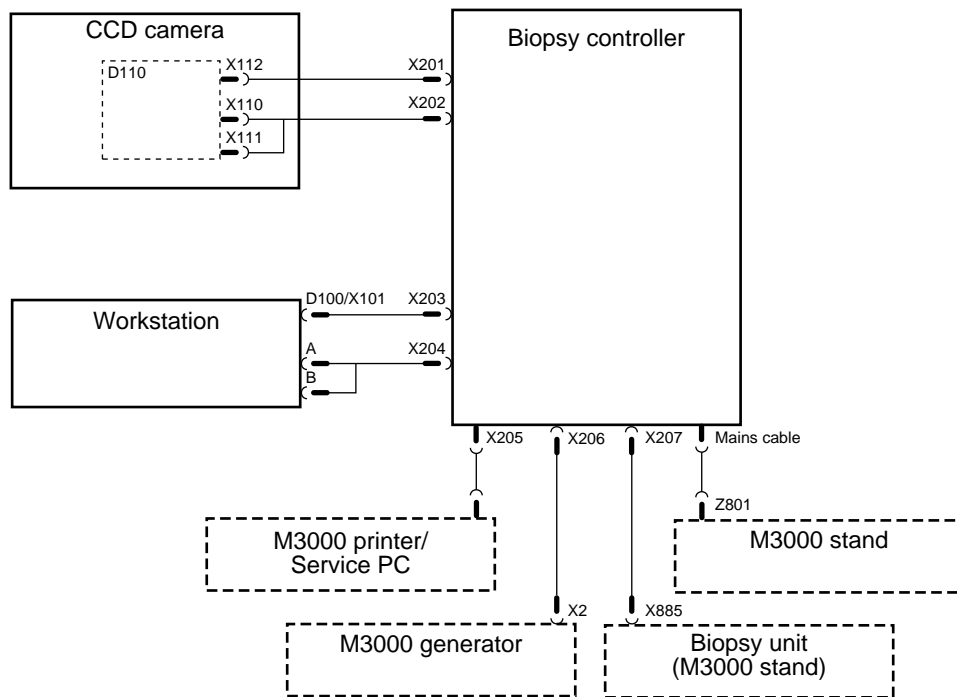 CCD camera
Biopsy controller
D110
X112
X201
X110
X202
X111
D100/X101
X203
Workstation
A
X204
B
X205
X206
X207
Mains cable
Z801
M3000 printer/
Service PC
M3000 stand
X2
X885
M3000 generator
Biopsy unit
(M3000 stand)